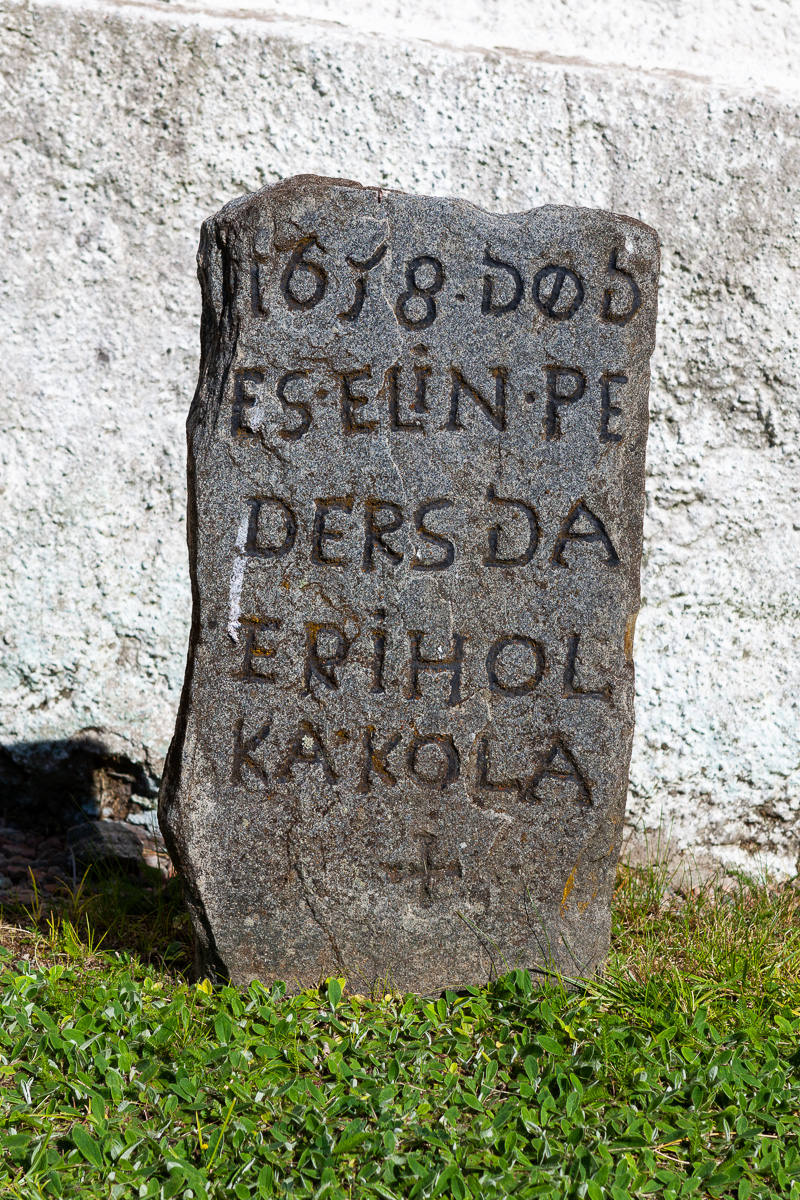 1658·DØD
ES·ELiN·PE
DERS DA
ERiHOL
KA·KOLA